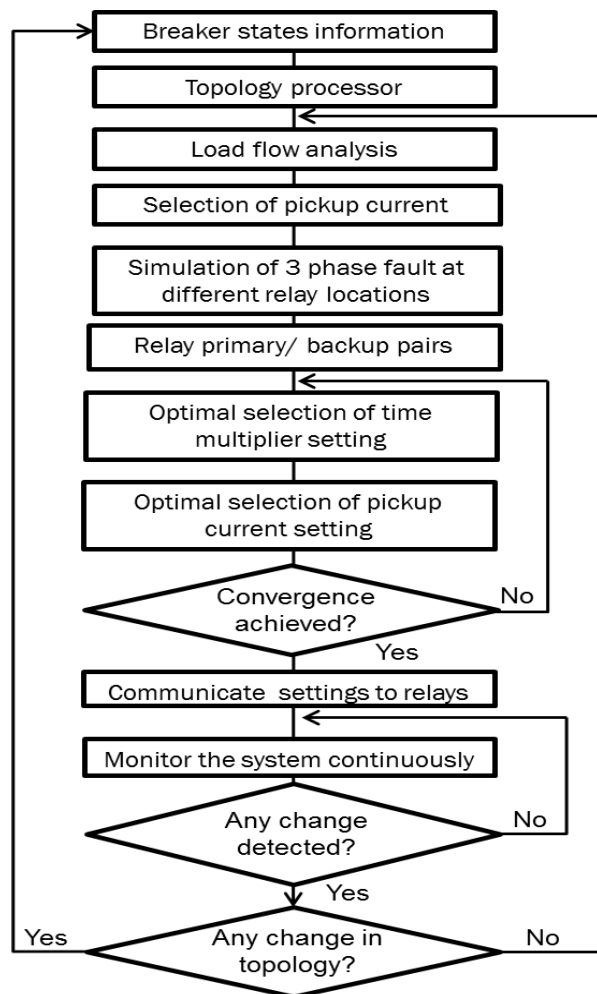 Breaker states information
Topology processor
Load flow analysis
Selection of pickup current
Simulation of 3 phase fault at
different relay locations
Relay primary/ backup pairs
Optimal selection of time
multiplier setting
Optimal selection of pickup
current setting
Convergence
achieved?
No
Yes
Communicate settings to relays
Monitor the system continuously
Any change
detected?
No
Yes
Yes
Any change in
topology?
No